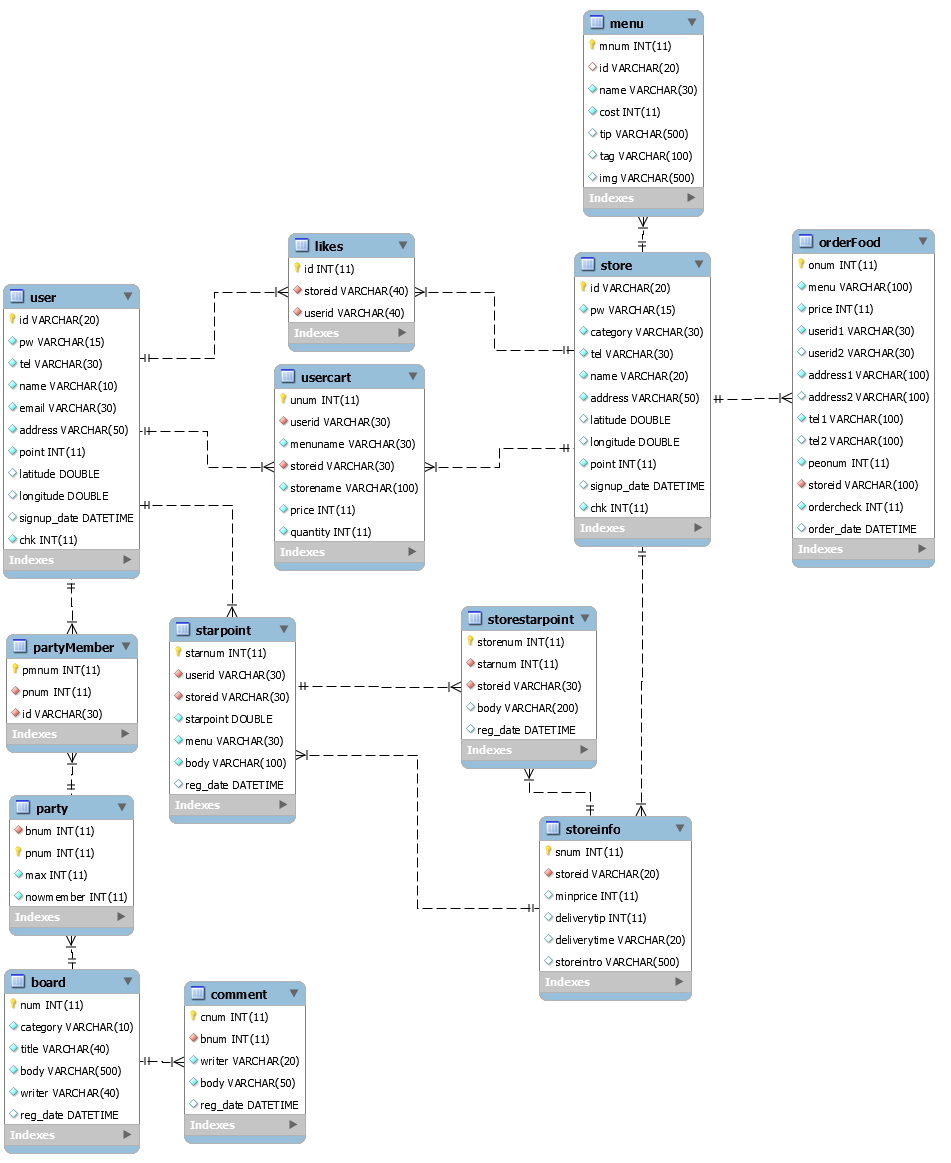 menu
mnum INT(11)
id VARCHAR(20)
name VARCHAR(30)
cost INT(11)
tip VARCHAR(500)
tag VARCHAR(100)
img VARCHAR(500)
Indexes
likes
id INT(11)
storeid VARCHAR(40)
userid VARCHAR(40)
Indexes
store
id VARCHAR(20)
pw VARCHAR(15)
category VARCHAR(30)
tel VARCHAR(30)
name VARCHAR(20)
address VARCHAR(50)
latitude DOUBLE
longitude DOUBLE
point INT(11)
signup_date DATETIME
chk INT(11)
Indexes
orderFood
onum INT(11)
menu VARCHAR(100)
price INT(11)
userid1 VARCHAR(30)
userid2 VARCHAR(30)
address1 VARCHAR(100)
address2 VARCHAR(100)
tel1 VARCHAR(100)
tel2 VARCHAR(100)
peonum INT(11)
storeid VARCHAR(100)
ordercheck INT(11)
order_date DATETIME
Indexes
user
id VARCHAR(20)
pw VARCHAR(15)
tel VARCHAR(30)
name VARCHAR(10)
email VARCHAR(30)
address VARCHAR(50)
point INT(11)
latitude DOUBLE
longitude DOUBLE
signup_date DATETIME
chk INT(11)
Indexes
usercart
unum INT(11)
userid VARCHAR(30)
menuname VARCHAR(30)
storeid VARCHAR(30)
storename VARCHAR(100)
price INT(11)
quantity INT(11)
Indexes
partyMember
pmnum INT(11)
pnum INT(11)
id VARCHAR(30)
Indexes
starpoint
starnum INT(11)
userid VARCHAR(30)
storeid VARCHAR(30)
starpoint DOUBLE
menu VARCHAR(30)
body VARCHAR(100)
reg_date DATETIME
Indexes
storestarpoint
storenum INT(11)
starnum INT(11)
storeid VARCHAR(30)
body VARCHAR(200)
reg_date DATETIME
Indexes
party
bnum INT(11)
pnum INT(11)
max INT(11)
nowmember INT(11)
Indexes
storeinfo
snum INT(11)
storeid VARCHAR(20)
minprice INT(11)
deliverytip INT(11)
deliverytime VARCHAR(20)
storeintro VARCHAR(500)
Indexes
board
num INT(11)
category VARCHAR(10)
title VARCHAR(40)
body VARCHAR(500)
writer VARCHAR(40)
reg_date DATETIME
Indexes
comment
cnum INT(11)
bnum INT(11)
writer VARCHAR(20)
body VARCHAR(50)
reg_date DATETIME
Indexes